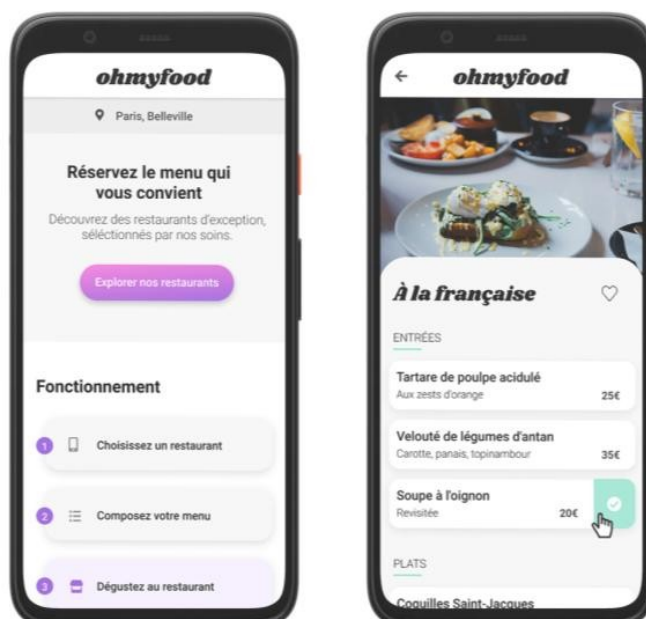 ohmyfood
Paris, Belleville
Réservez le menu qui
vous convient
Découvrez des restaurants d'exception,
séléctionnés par nos soins.
Explorer nos restaurants
Fonctionnement
1 Choisissez un restaurant
2 Composez votre menu
3 Dégustez au restaurant
ohmyfood
À la française
ENTRÉES
Tartare de poulpe acidulé
Aux zests d'orange 25€
Velouté de légumes d'antan
Carotte, panais, topinambour 35€
Soupe à l'oignon
Revisitée 20€
PLATS
Coquilles Saint-Jacques